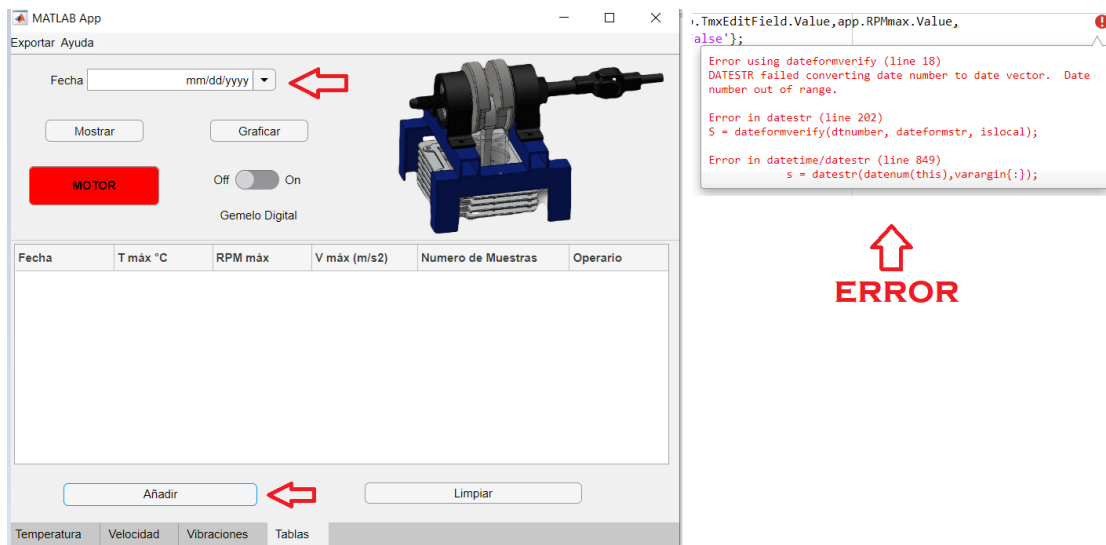 MATLAB App
Exportar Ayuda
Fecha mm/dd/yyyy
Mostrar Graficar
MOTOR
Off On
Gemelo Digital
Fecha T máx °C RPM máx V máx (m/s2) Numero de Muestras Operario
Añadir Limpiar
Temperatura Velocidad Vibraciones Tablas
.TmxEditField.Value,app.RPMmax.Value,
alse'};
Error using dateformverify (line 18)
DATESTR failed converting date number to date vector. Date
number out of range.
Error in datestr (line 202)
S = dateformverify(dtnumber, dateformstr, islocal);
Error in datetime/datestr (line 849)
s = datestr(datenum(this),varargin{:});
ERROR